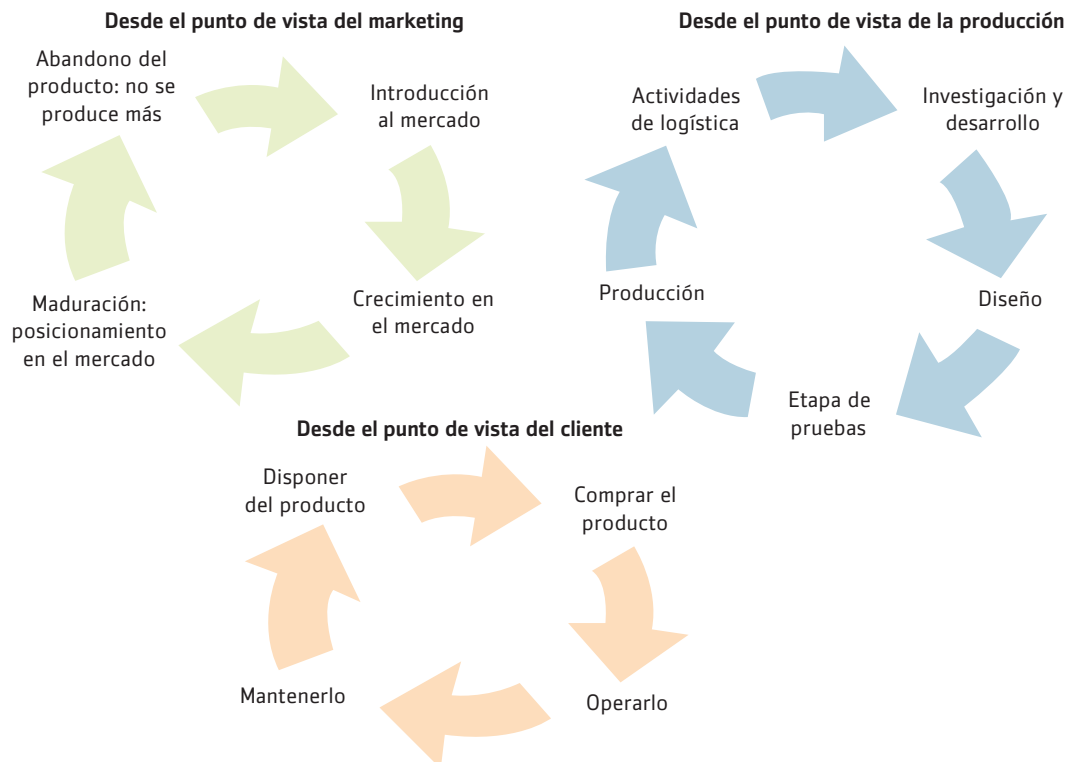 Desde el punto de vista del marketing
Abandono del
producto: no se
produce más
Introducción
al mercado
Crecimiento en
el mercado
Maduración:
posicionamiento
en el mercado
Desde el punto de vista de la producción
Actividades
de logística
Investigación y
desarrollo
Diseño
Etapa de
pruebas
Producción
Desde el punto de vista del cliente
Disponer
del producto
Comprar el
producto
Operarlo
Mantenerlo